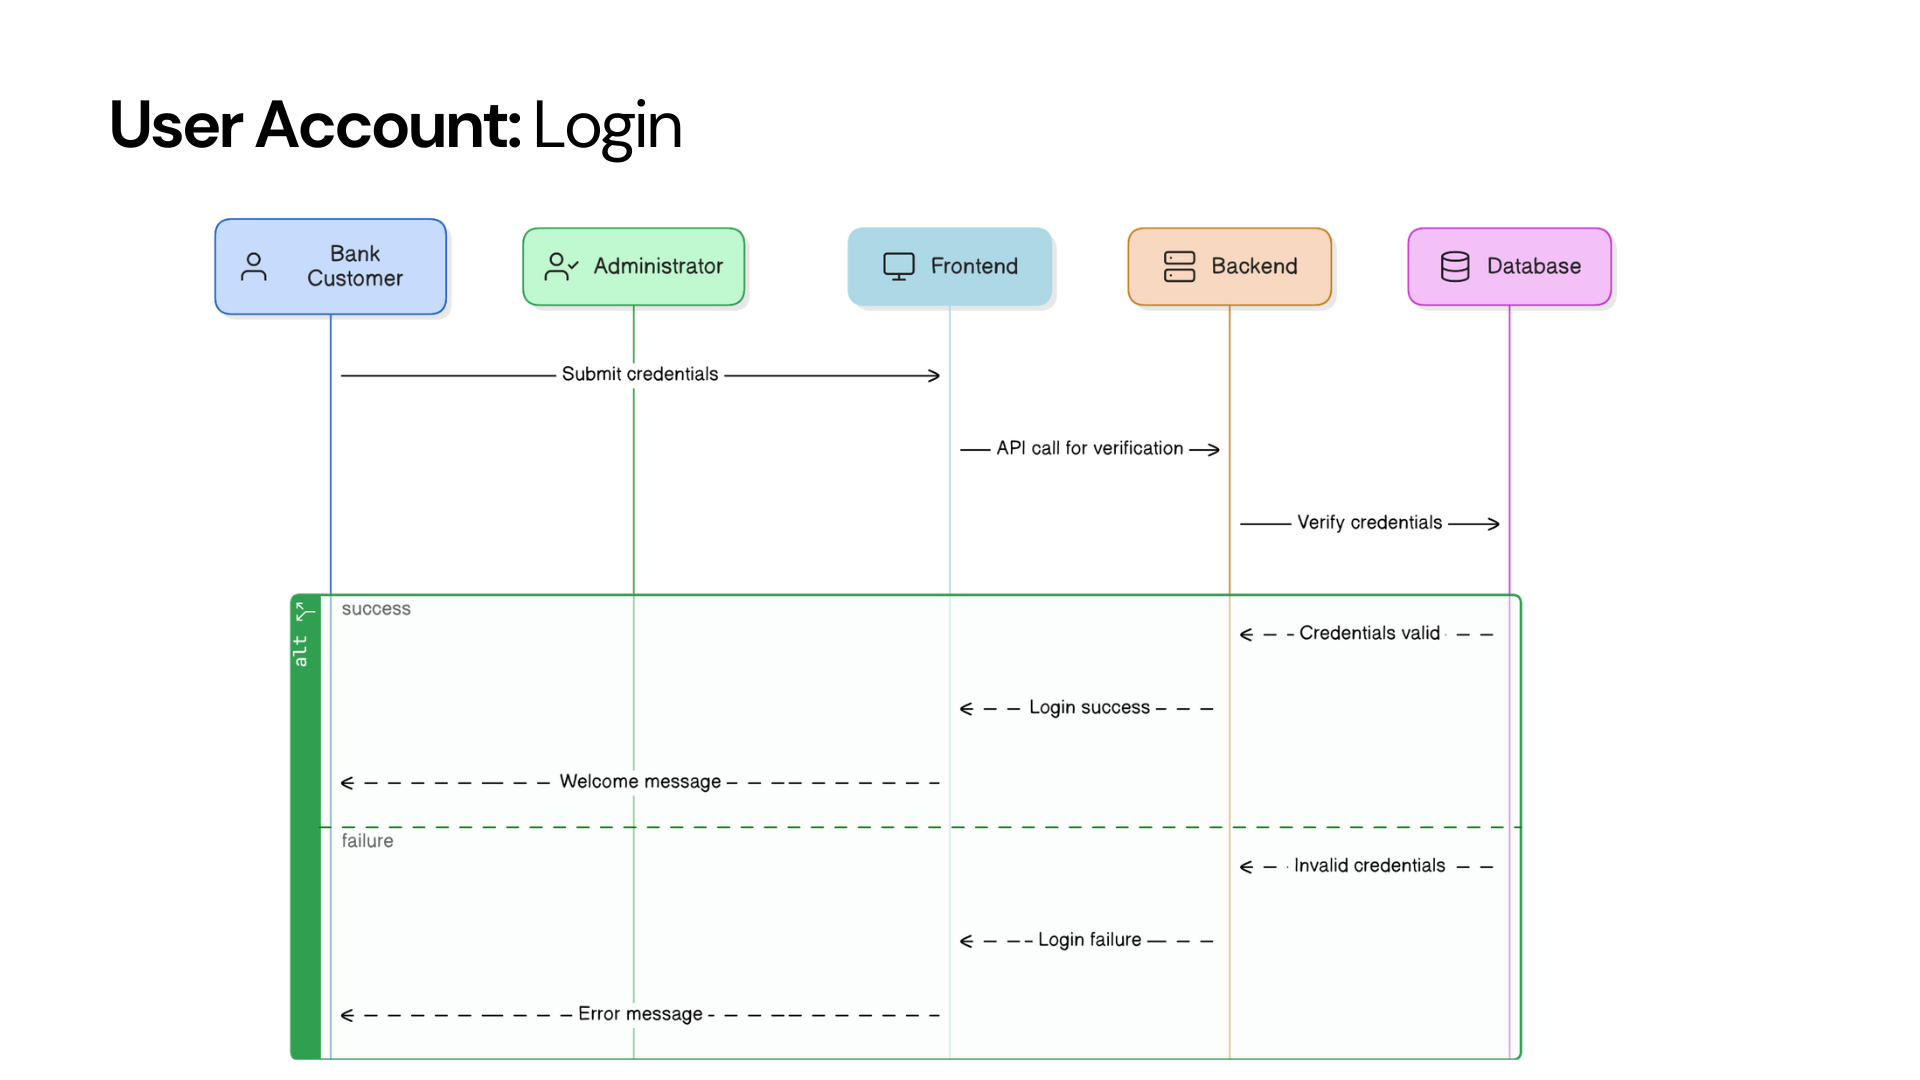 User Account: Login
Bank
Customer
Administrator
Frontend
Backend
Database
Submit credentials
API call for verification
Verify credentials
alt
success
Credentials valid
Login success
Welcome message
failure
Invalid credentials
Login failure
Error message